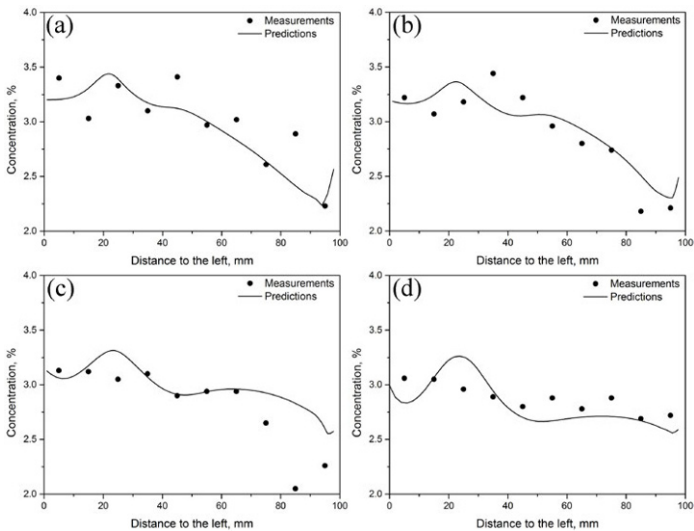 (a)
Measurements
Predictions
4.0
3.5
3.0
2.5
2.0
Concentration, %
0 20 40 60 80 100
Distance to the left, mm
(b)
Measurements
Predictions
4.0
3.5
3.0
2.5
2.0
Concentration, %
0 20 40 60 80 100
Distance to the left, mm
(c)
Measurements
Predictions
4.0
3.5
3.0
2.5
2.0
Concentration, %
0 20 40 60 80 100
Distance to the left, mm
(d)
Measurements
Predictions
4.0
3.5
3.0
2.5
2.0
Concentration, %
0 20 40 60 80 100
Distance to the left, mm